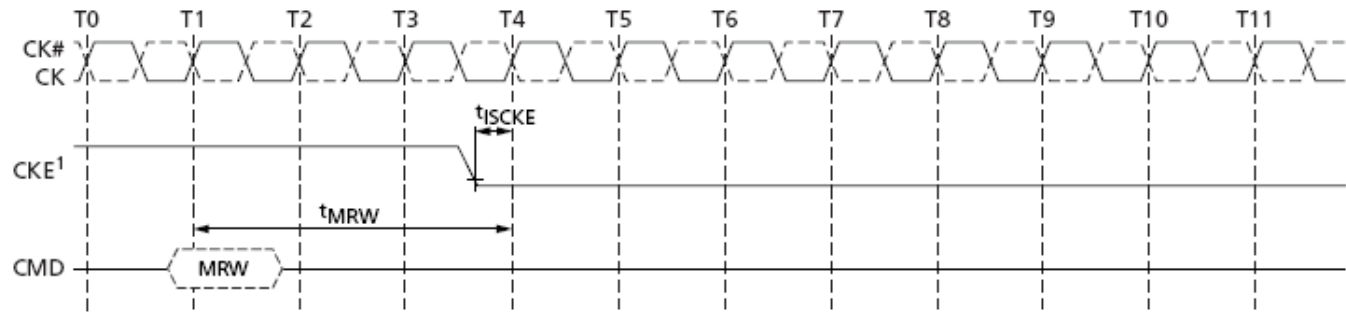 T0 T1 T2 T3 T4 T5 T6 T7 T8 T9 T10 T11
CK#
CK
tISCKE
CKE1
tMRW
CMD MRW